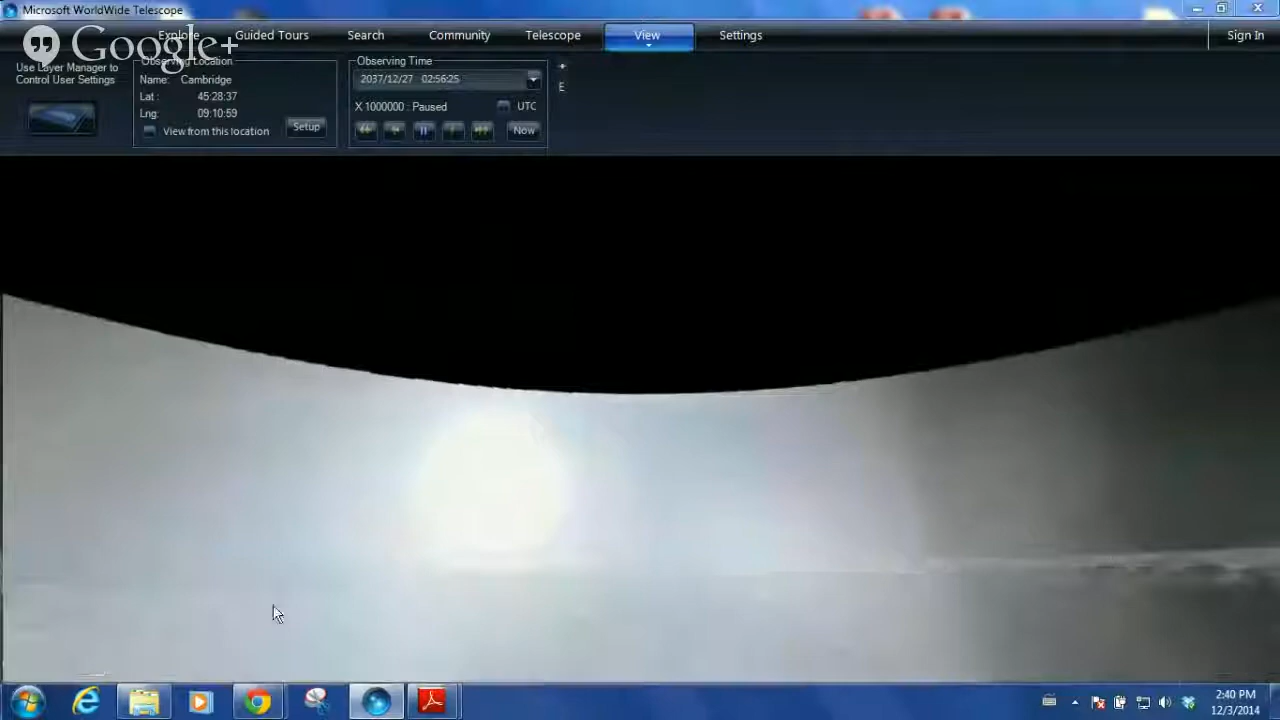 Microsoft WorldWide Telescope
Google+
Explore Guided Tours Search Community Telescope View Settings Sign In
Use Layer Manager to
Control User Settings
Observing Location
Name: Cambridge
Lat : 45:28:37
Lng: 09:10:59
View from this location
Setup
Observing Time
2037/12/27 02:56:25
X 1000000 : Paused
UTC
Now
E
2:40 PM
12/3/2014